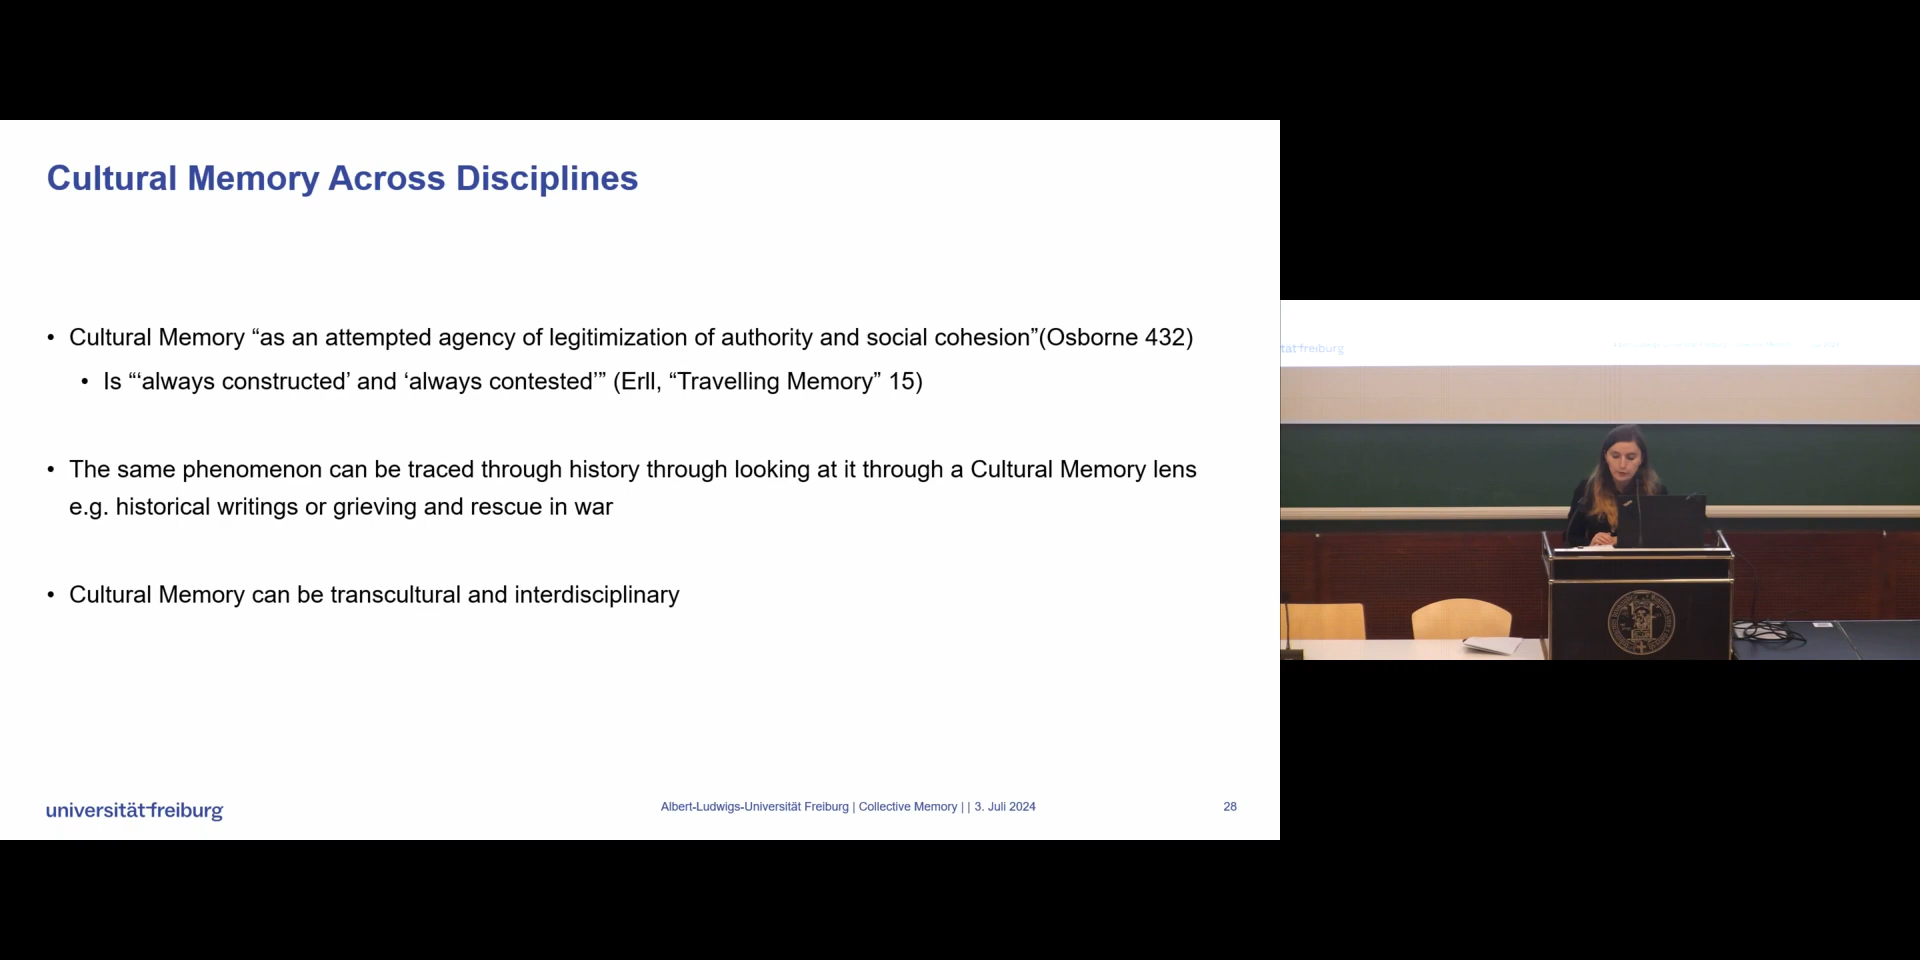 Cultural Memory Across Disciplines
• Cultural Memory “as an attempted agency of legitimization of authority and social cohesion”(Osborne 432)
• Is “‘always constructed’ and ‘always contested’” (Erll, “Travelling Memory” 15)
• The same phenomenon can be traced through history through looking at it through a Cultural Memory lens
e.g. historical writings or grieving and rescue in war
• Cultural Memory can be transcultural and interdisciplinary
universität freiburg
Albert-Ludwigs-Universität Freiburg | Collective Memory | | 3. Juli 2024
28
tät freiburg